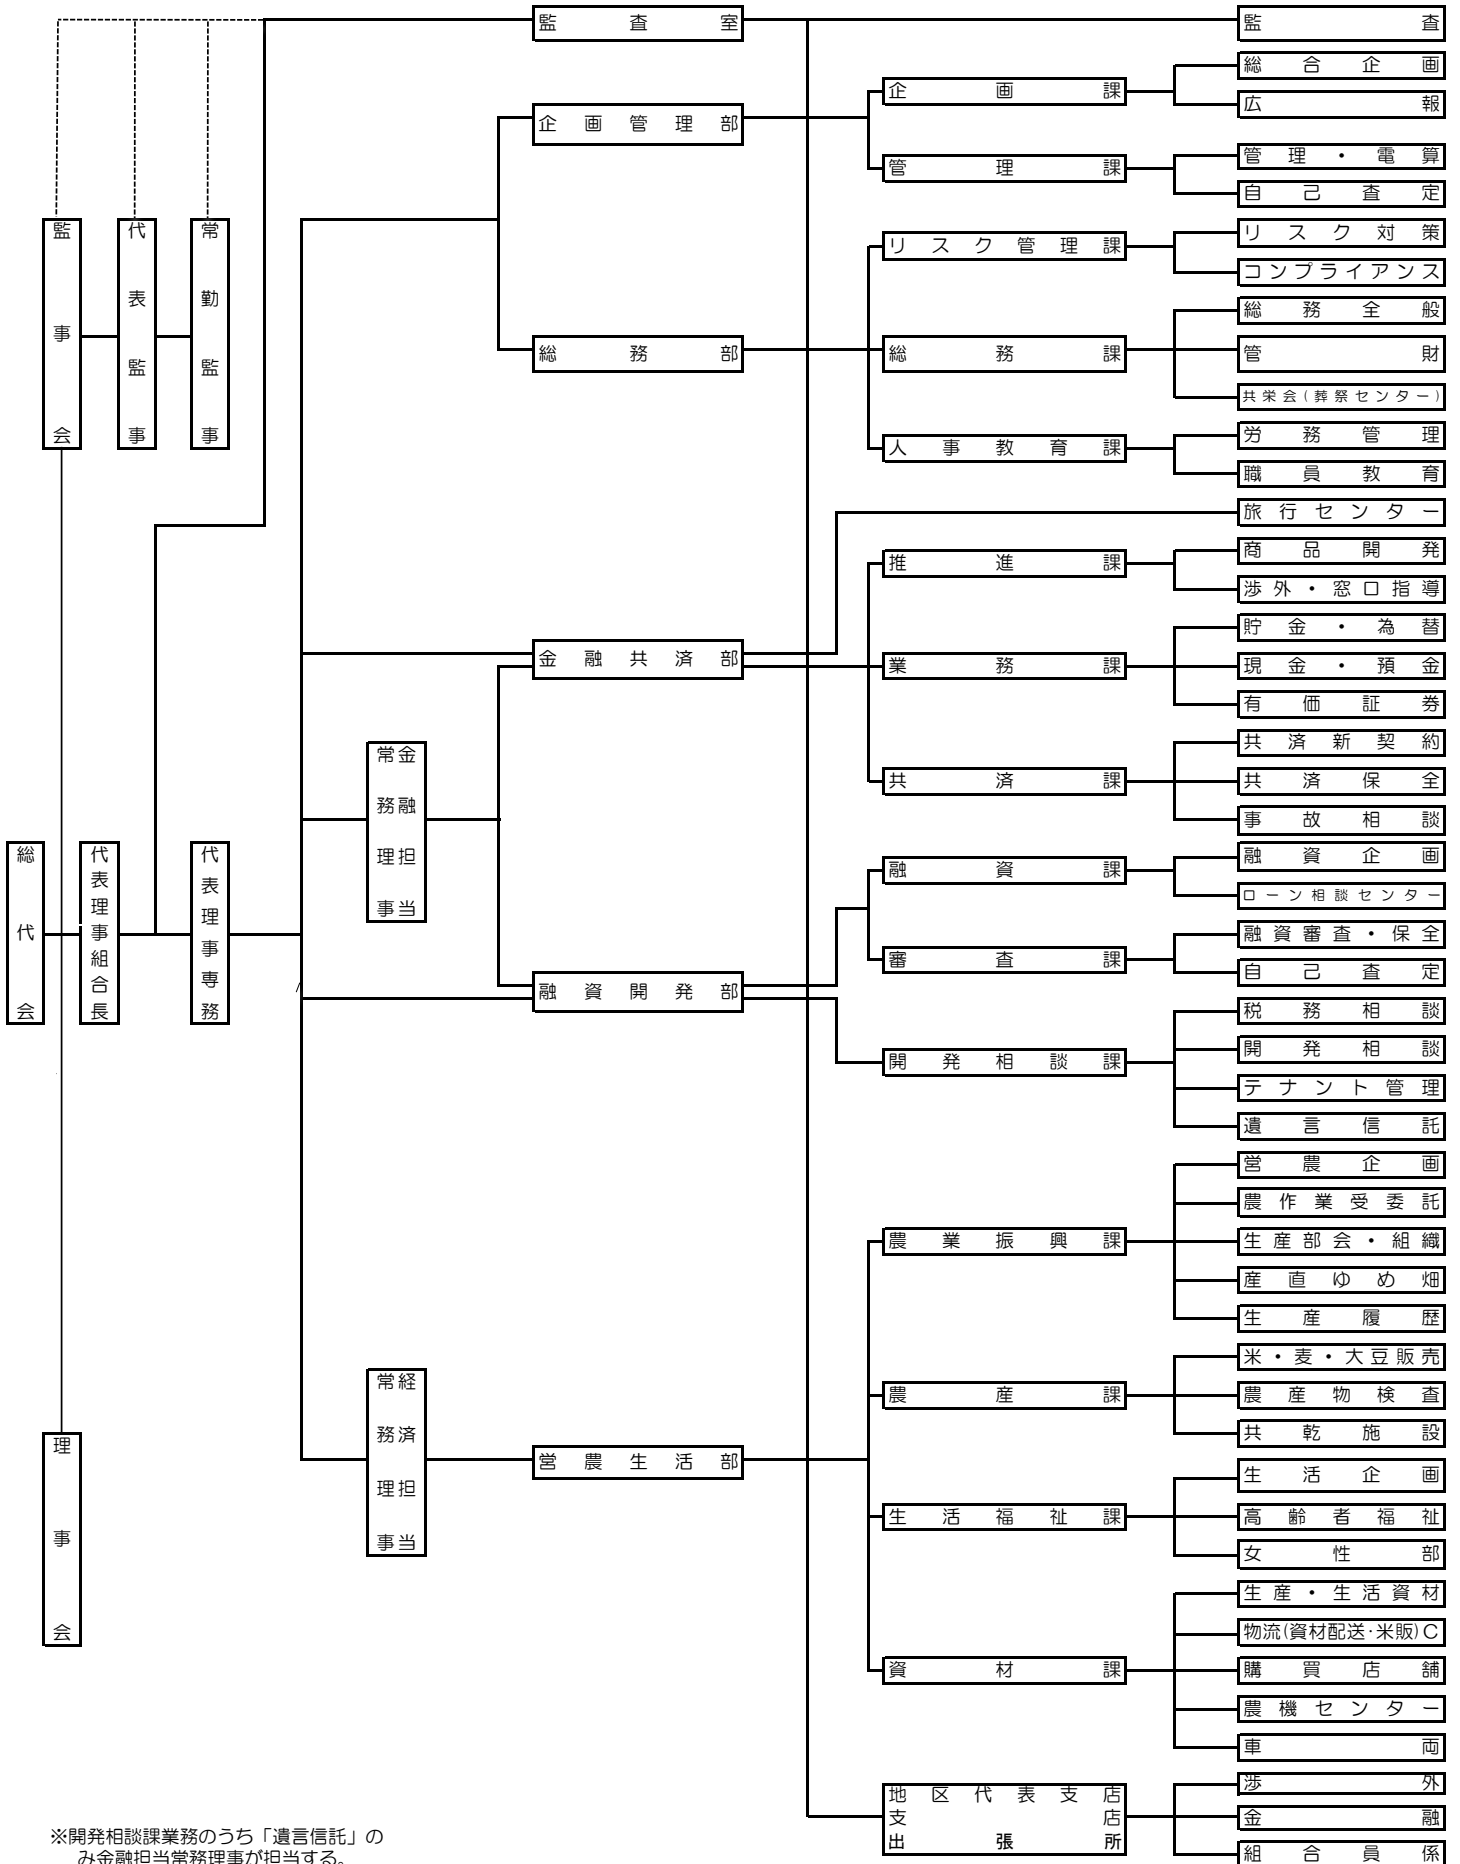 監査室
監査
総合企画
企画課
広報
企画管理部
管理・電算
管理課
自己査定
監事会
代表監事
常勤監事
リスク対策
リスク管理課
コンプライアンス
総務全般
総務部
総務課
管財
共栄会(葬祭センター)
労務管理
人事教育課
職員教育
旅行センター
商品開発
推進課
渉外・窓口指導
貯金・為替
金融共済部
業務課
現金・預金
有価証券
共済新契約
共済課
共済保全
事故相談
金融担当
常務理事
総代会
代表理事組合長
代表理事専務
融資企画
融資課
ローン相談センター
融資審査・保全
審査課
自己査定
融資開発部
税務相談
開発相談
開発相談課
テナント管理
遺言信託
営農企画
農作業受委託
農業振興課
生産部会・組織
産直ゆめ畑
生産履歴
米・麦・大豆販売
農産課
農産物検査
共乾施設
経済担当
常務理事
理事会
営農生活部
生活企画
生活福祉課
高齢者福祉
女性部
生産・生活資材
物流(資材配送・米販)C
資材課
購買店舗
農機センター
車両
渉外
地区代表支店
支店
出張所
金融
組合員係
※開発相談課業務のうち「遺言信託」の
み金融担当常務理事が担当する。